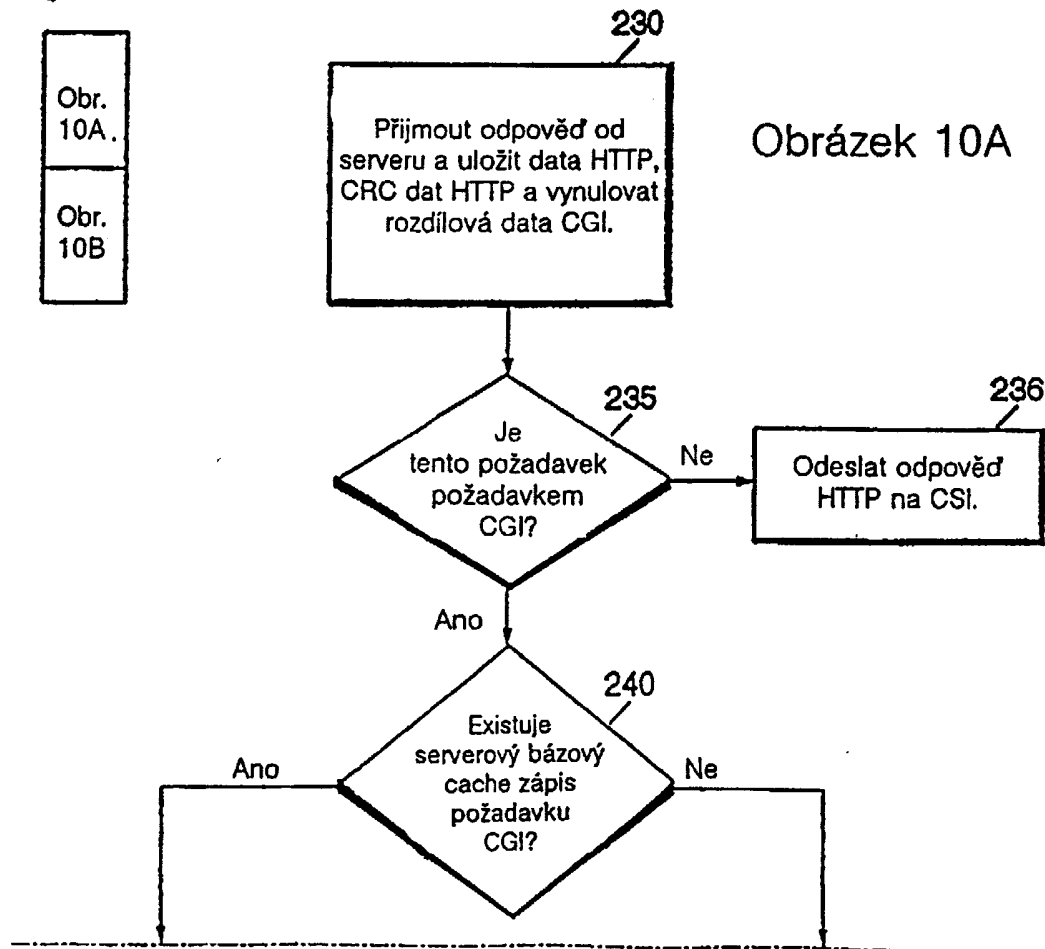 Obr.
10A.
Obr.
10B
230
Přijmout odpověď od
serveru a uložit data HTTP,
CRC dat HTTP a vynulovat
rozdílová data CGI.
Obrázek 10A
235
Je
tento požadavek
požadavkem
CGI?
Ne
236
Odeslat odpověď
HTTP na CSI.
Ano
240
Existuje
serverový bázový
cache zápis
požadavku
CGI?
Ano
Ne